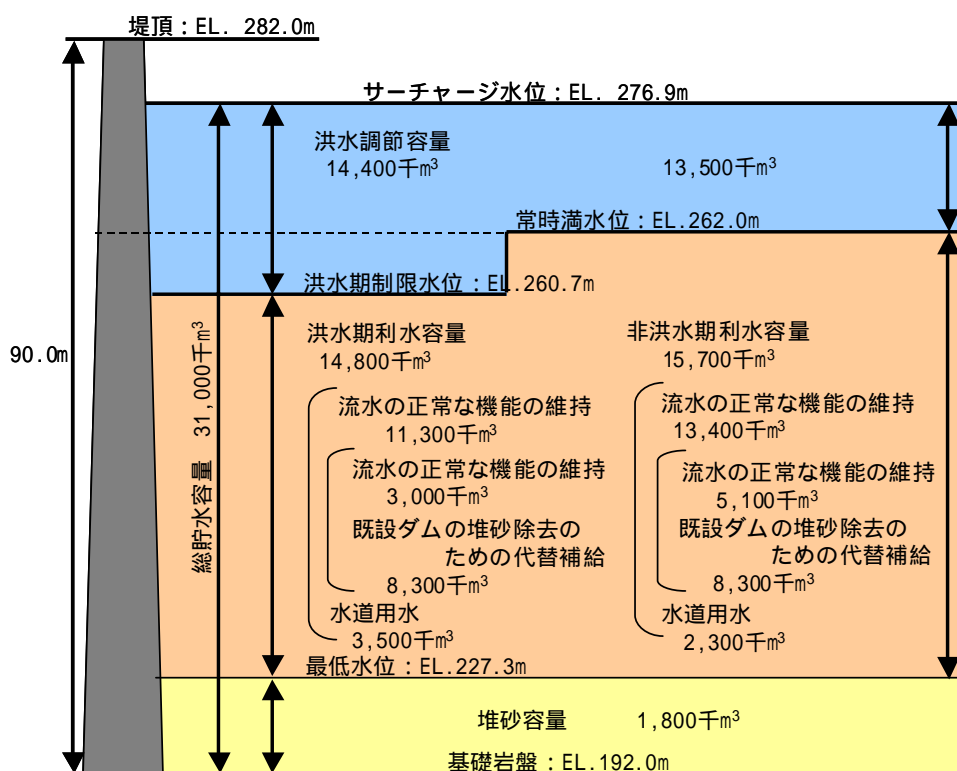 堤頂：EL. 282.0m
サーチャージ水位：EL. 276.9m
洪水調節容量
14,400千m³
13,500千m³
常時満水位：EL.262.0m
洪水期制限水位：EL.260.7m
90.0m
総貯水容量 31,000千m³
洪水期利水容量
14,800千m³
流水の正常な機能の維持
11,300千m³
流水の正常な機能の維持
3,000千m³
既設ダムの堆砂除去の
ための代替補給
8,300千m³
水道用水
3,500千m³
非洪水期利水容量
15,700千m³
流水の正常な機能の維持
13,400千m³
流水の正常な機能の維持
5,100千m³
既設ダムの堆砂除去の
ための代替補給
8,300千m³
水道用水
2,300千m³
最低水位：EL.227.3m
堆砂容量 1,800千m³
基礎岩盤：EL.192.0m